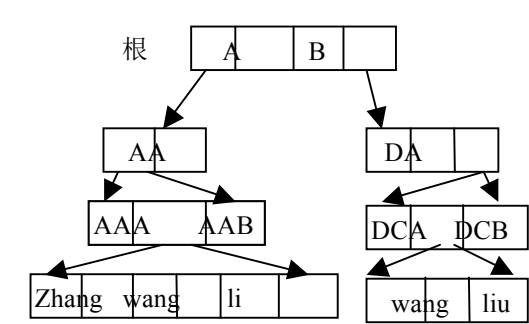 根 A B
AA DA
AAA AAB DCA DCB
Zhang wang li wang liu